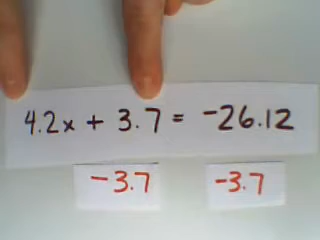 4.2x + 3.7 = -26.12
-3.7 -3.7